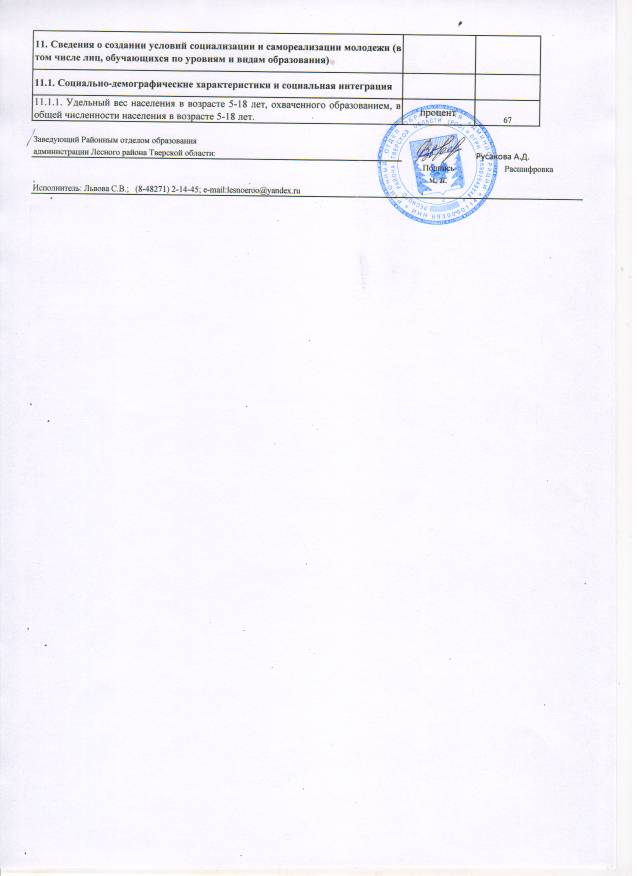 11. Сведения о создании условий социализации и самореализации молодежи (в
том числе лиц, обучающихся по уровням и видам образования)
11.1. Социально-демографические характеристики и социальная интеграция
11.1.1. Удельный вес населения в возрасте 5-18 лет, охваченного образованием, в
общей численности населения в возрасте 5-18 лет.
процент
67
Заведующий Районным отделом образования
администрации Лесного района Тверской области:
Русакова А.Д.
Подпись
Расшифровка
м. п.
Исполнитель: Львова С.В.; (8-48271) 2-14-45; e-mail:lesnoeroo@yandex.ru